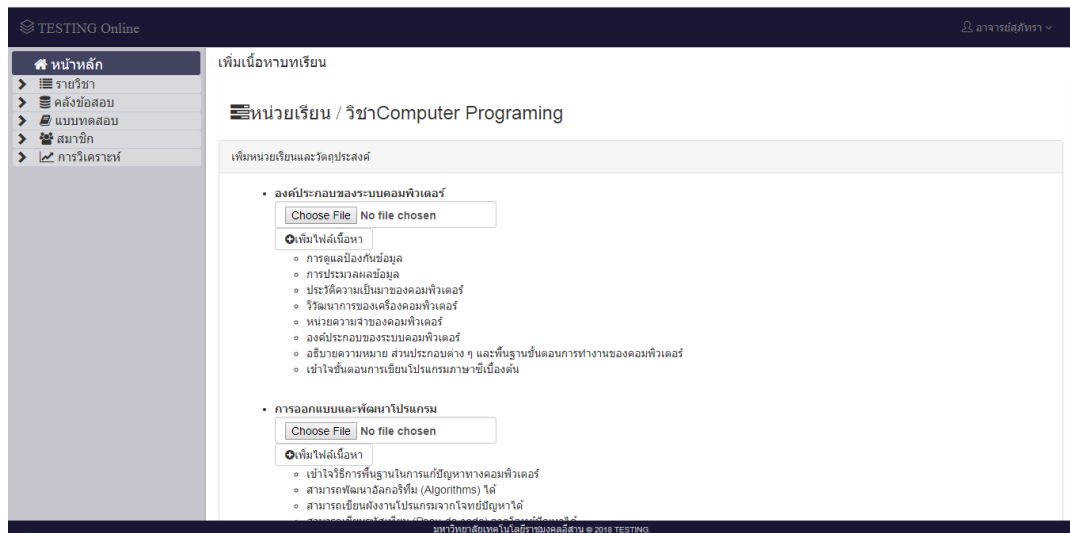 TESTING Online
อาจารย์สุภัทรา
หน้าหลัก
รายวิชา
คลังข้อสอบ
แบบทดสอบ
สมาชิก
การวิเคราะห์
เพิ่มเนื้อหาบทเรียน
หน่วยเรียน / วิชาComputer Programing
เพิ่มหน่วยเรียนและวัตถุประสงค์
องค์ประกอบของระบบคอมพิวเตอร์
Choose File No file chosen
เพิ่มไฟล์เนื้อหา
การดูแลป้องกันข้อมูล
การประมวลผลข้อมูล
ประวัติความเป็นมาของคอมพิวเตอร์
วิวัฒนาการของเครื่องคอมพิวเตอร์
หน่วยความจำของคอมพิวเตอร์
องค์ประกอบของระบบคอมพิวเตอร์
อธิบายความหมาย ส่วนประกอบต่าง ๆ และพื้นฐานขั้นตอนการทำงานของคอมพิวเตอร์
เข้าใจขั้นตอนการเขียนโปรแกรมภาษาซีเบื้องต้น
การออกแบบและพัฒนาโปรแกรม
Choose File No file chosen
เพิ่มไฟล์เนื้อหา
เข้าใจวิธีการพื้นฐานในการแก้ปัญหาทางคอมพิวเตอร์
สามารถพัฒนาอัลกอริทึ่ม (Algorithms) ได้
สามารถเขียนผังงานโปรแกรมจากโจทย์ปัญหาได้
มหาวิทยาลัยเทคโนโลยีราชมงคลอีสาน © 2018 TESTING.